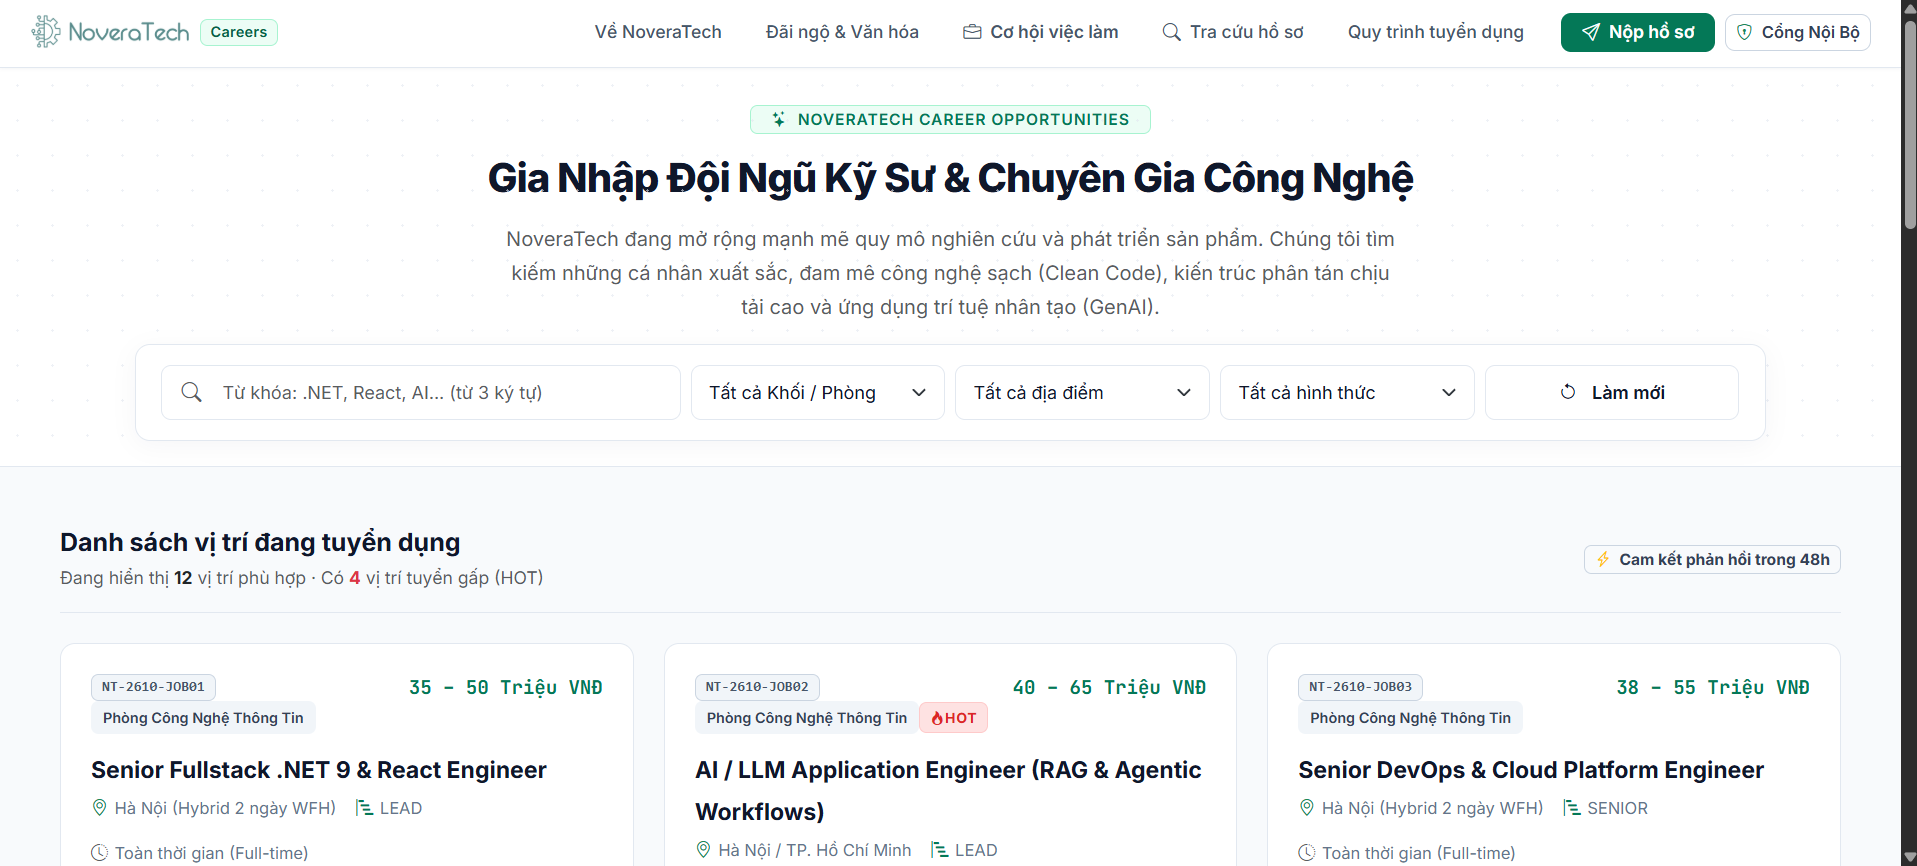 NoveraTech Careers
Về NoveraTech
Đãi ngộ & Văn hóa
Cơ hội việc làm
Tra cứu hồ sơ
Quy trình tuyển dụng
Nộp hồ sơ
Cổng Nội Bộ
NOVERATECH CAREER OPPORTUNITIES
Gia Nhập Đội Ngũ Kỹ Sư & Chuyên Gia Công Nghệ
NoveraTech đang mở rộng mạnh mẽ quy mô nghiên cứu và phát triển sản phẩm. Chúng tôi tìm
kiếm những cá nhân xuất sắc, đam mê công nghệ sạch (Clean Code), kiến trúc phân tán chịu
tải cao và ứng dụng trí tuệ nhân tạo (GenAI).
Từ khóa: .NET, React, AI... (từ 3 ký tự)
Tất cả Khối / Phòng
Tất cả địa điểm
Tất cả hình thức
Làm mới
Danh sách vị trí đang tuyển dụng
Đang hiển thị 12 vị trí phù hợp · Có 4 vị trí tuyển gấp (HOT)
Cam kết phản hồi trong 48h
NT-2610-JOB01
35 - 50 Triệu VNĐ
Phòng Công Nghệ Thông Tin
Senior Fullstack .NET 9 & React Engineer
Hà Nội (Hybrid 2 ngày WFH) LEAD
Toàn thời gian (Full-time)
NT-2610-JOB02
40 - 65 Triệu VNĐ
Phòng Công Nghệ Thông Tin HOT
AI / LLM Application Engineer (RAG & Agentic
Workflows)
Hà Nội / TP. Hồ Chí Minh LEAD
NT-2610-JOB03
38 - 55 Triệu VNĐ
Phòng Công Nghệ Thông Tin
Senior DevOps & Cloud Platform Engineer
Hà Nội (Hybrid 2 ngày WFH) SENIOR
Toàn thời gian (Full-time)